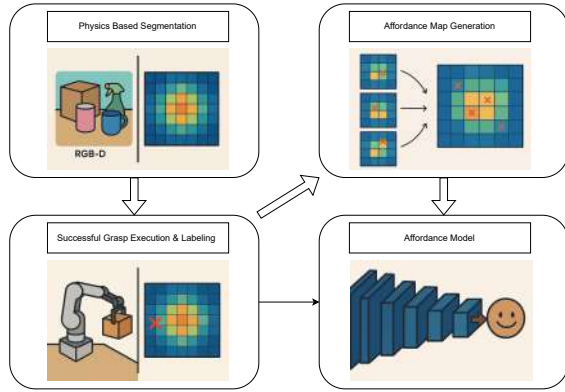 Physics Based Segmentation
RGB-D
Affordance Map Generation
Successful Grasp Execution & Labeling
Affordance Model